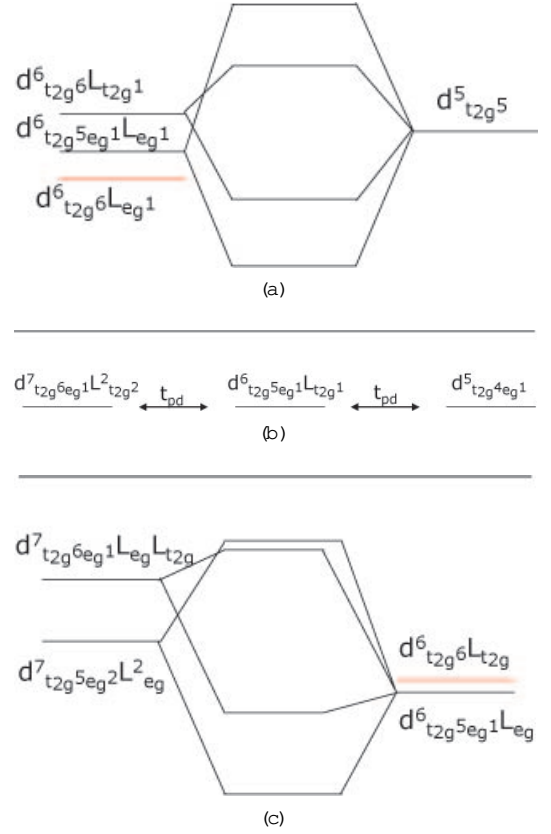 d⁶t2g6Lt2g1
d⁵t2g5
d⁶t2g5eg1Leg1
d⁶t2g6Leg1
(a)
d⁷t2g6eg1L²t2g2
tpd
d⁶t2g5eg1Lt2g1
tpd
d⁵t2g4eg1
(b)
d⁷t2g6eg1LegLt2g
d⁶t2g6Lt2g
d⁷t2g5eg2L²eg
d⁶t2g5eg1Leg
(c)